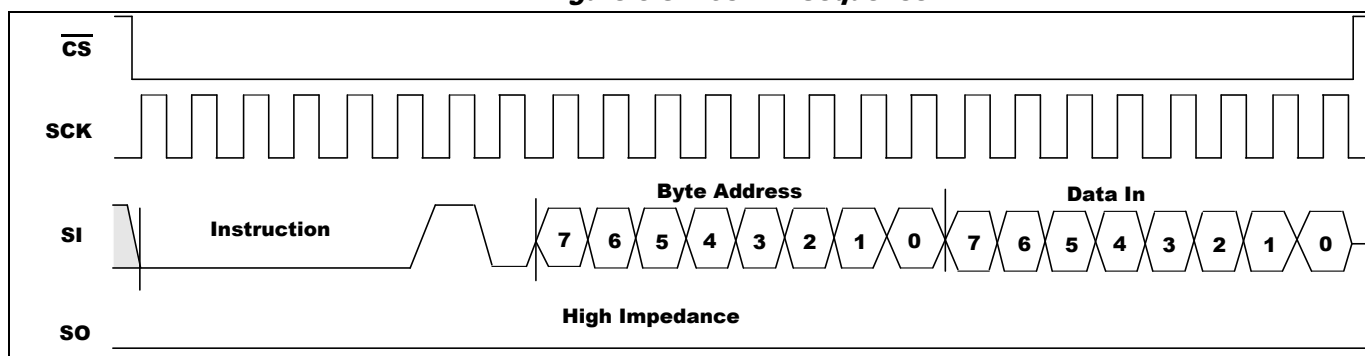 CS
SCK
Byte Address
Data In
SI
Instruction
7 6 5 4 3 2 1 0 7 6 5 4 3 2 1 0
High Impedance
SO